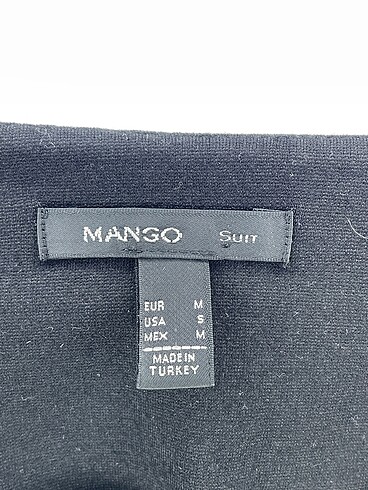 MANGO SUIT
EUR M
USA S
MEX M
MADE IN
TURKEY